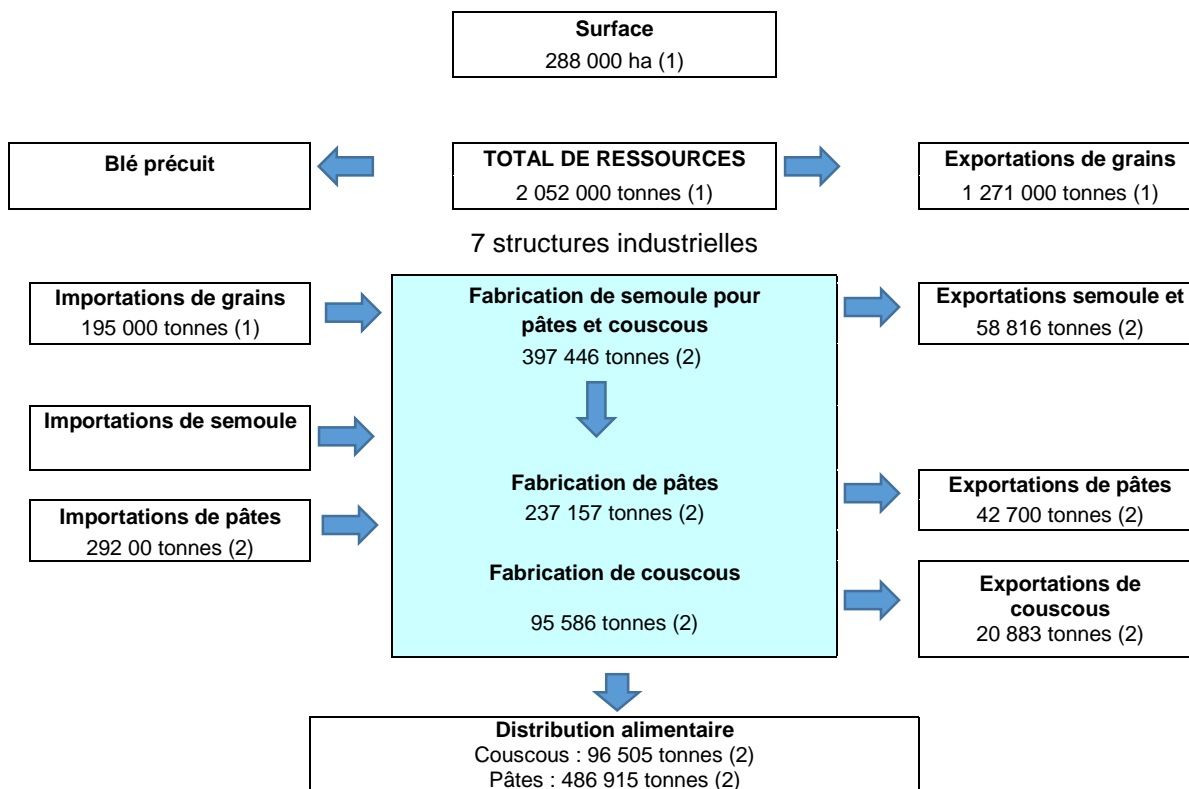 Surface
288 000 ha (1)
Blé précuit
TOTAL DE RESSOURCES
2 052 000 tonnes (1)
Exportations de grains
1 271 000 tonnes (1)
7 structures industrielles
Importations de grains
195 000 tonnes (1)
Fabrication de semoule pour
pâtes et couscous
397 446 tonnes (2)
Exportations semoule et
58 816 tonnes (2)
Importations de semoule
Importations de pâtes
292 00 tonnes (2)
Fabrication de pâtes
237 157 tonnes (2)
Exportations de pâtes
42 700 tonnes (2)
Fabrication de couscous
95 586 tonnes (2)
Exportations de
couscous
20 883 tonnes (2)
Distribution alimentaire
Couscous : 96 505 tonnes (2)
Pâtes : 486 915 tonnes (2)